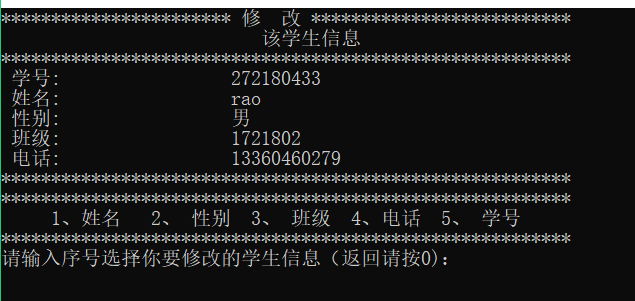 *********************** 修  改 **************************
该学生信息
*********************************************************
学号: 272180433
姓名: rao
性别: 男
班级: 1721802
电话: 13360460279
*********************************************************
*********************************************************
1、姓名  2、 性别  3、 班级  4、电话  5、 学号
*********************************************************
请输入序号选择你要修改的学生信息（返回请按0):